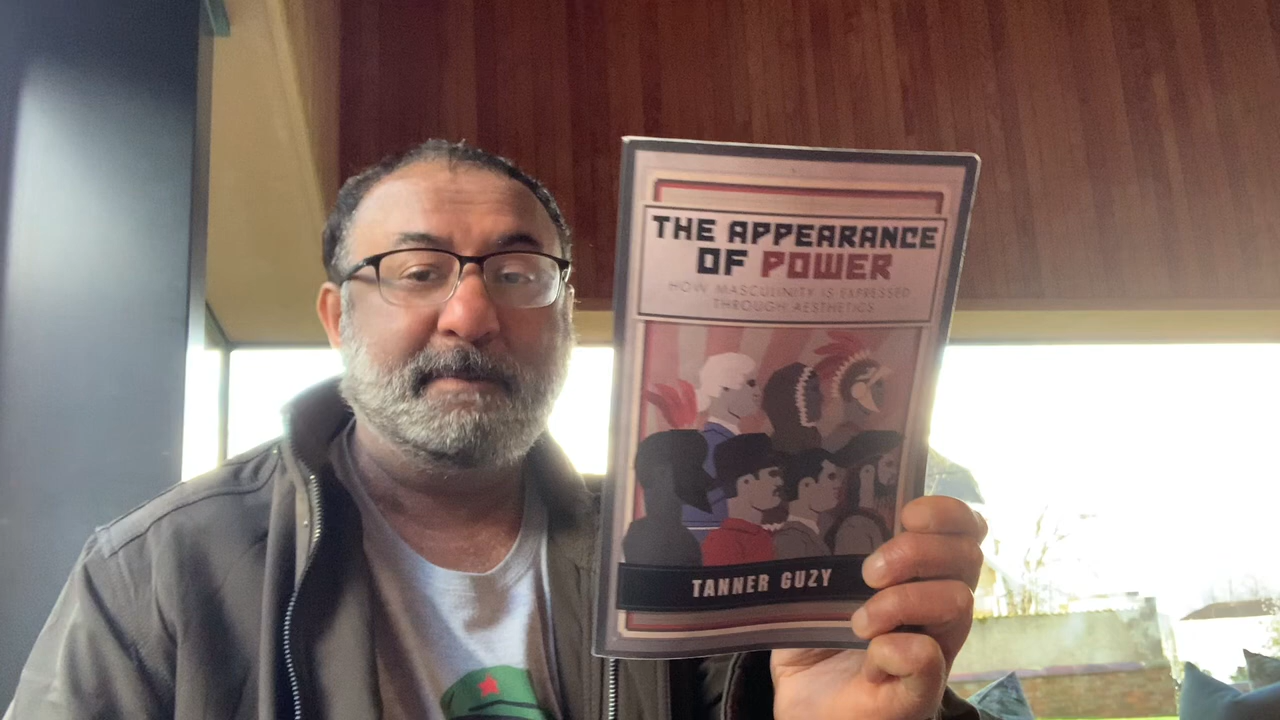 THE APPEARANCE
OF POWER
HOW MASCULINITY IS EXPRESSED
THROUGH AESTHETICS
TANNER GUZY